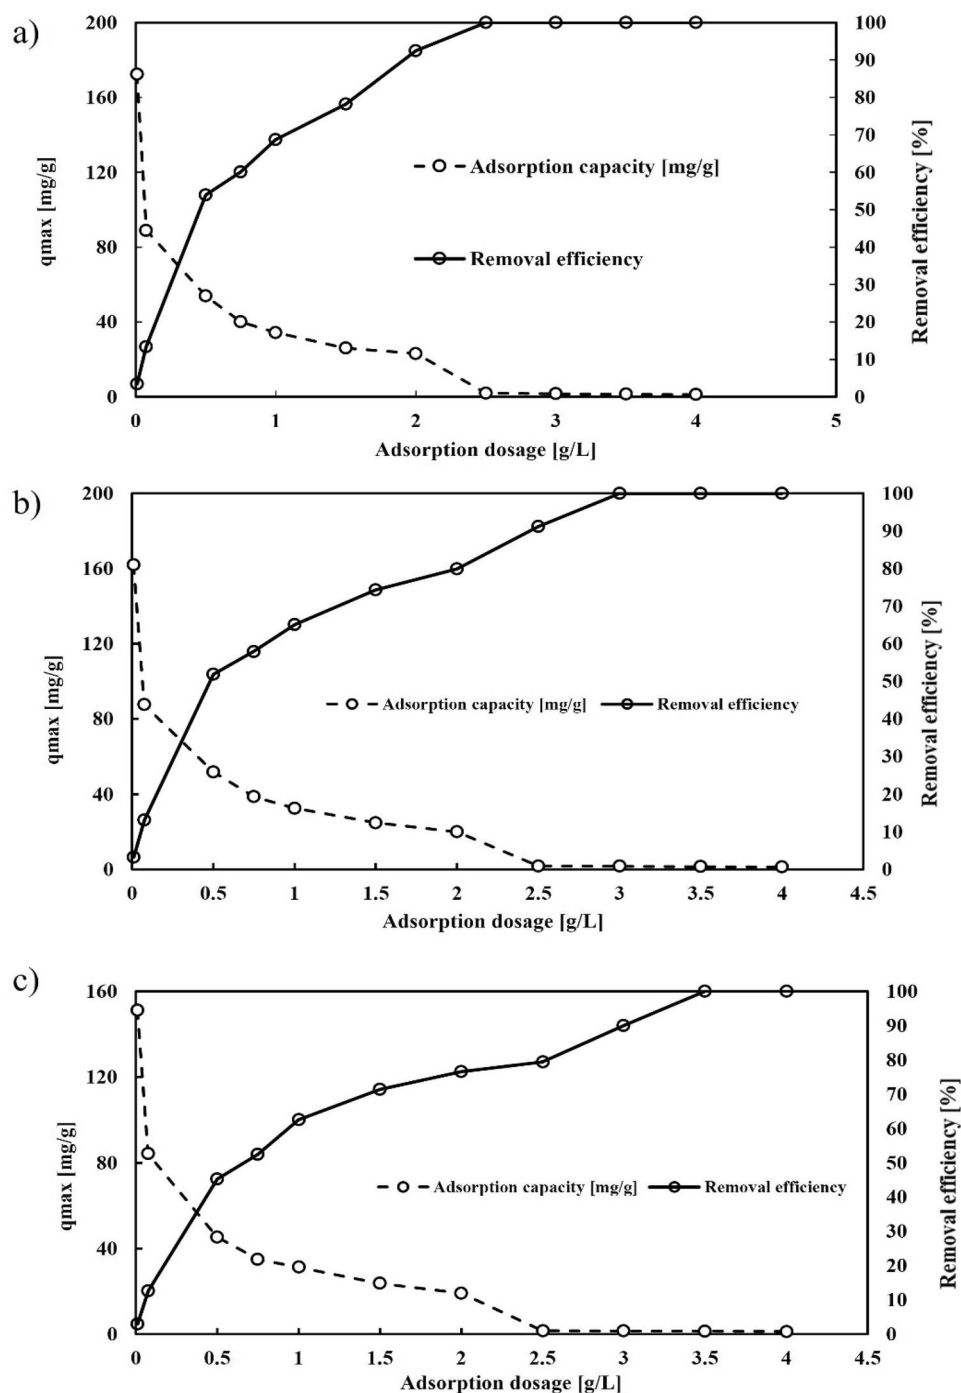 a)
200
160
120
80
40
0
qmax [mg/g]
100
90
80
70
60
50
40
30
20
10
0
Removal efficiency [%]
Adsorption capacity [mg/g]
Removal efficiency
0 1 2 3 4 5
Adsorption dosage [g/L]
b)
200
160
120
80
40
0
qmax [mg/g]
100
90
80
70
60
50
40
30
20
10
0
Removal efficiency [%]
Adsorption capacity [mg/g] Removal efficiency
0 0.5 1 1.5 2 2.5 3 3.5 4 4.5
Adsorption dosage [g/L]
c)
160
120
80
40
0
qmax [mg/g]
100
90
80
70
60
50
40
30
20
10
0
Removal efficiency [%]
Adsorption capacity [mg/g] Removal efficiency
0 0.5 1 1.5 2 2.5 3 3.5 4 4.5
Adsorption dosage [g/L]